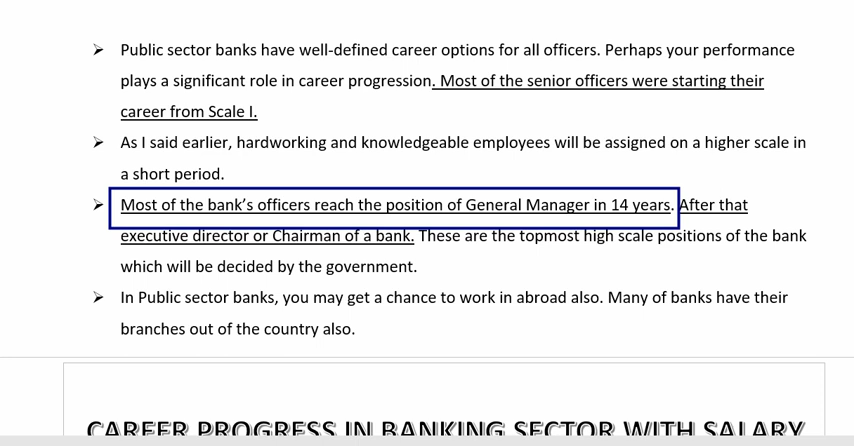 ➢ Public sector banks have well-defined career options for all officers. Perhaps your performance
plays a significant role in career progression. Most of the senior officers were starting their
career from Scale I.
➢ As I said earlier, hardworking and knowledgeable employees will be assigned on a higher scale in
a short period.
➢ Most of the bank's officers reach the position of General Manager in 14 years. After that
executive director or Chairman of a bank. These are the topmost high scale positions of the bank
which will be decided by the government.
➢ In Public sector banks, you may get a chance to work in abroad also. Many of banks have their
branches out of the country also.
CAREER PROGRESS IN BANKING SECTOR WITH SALARY